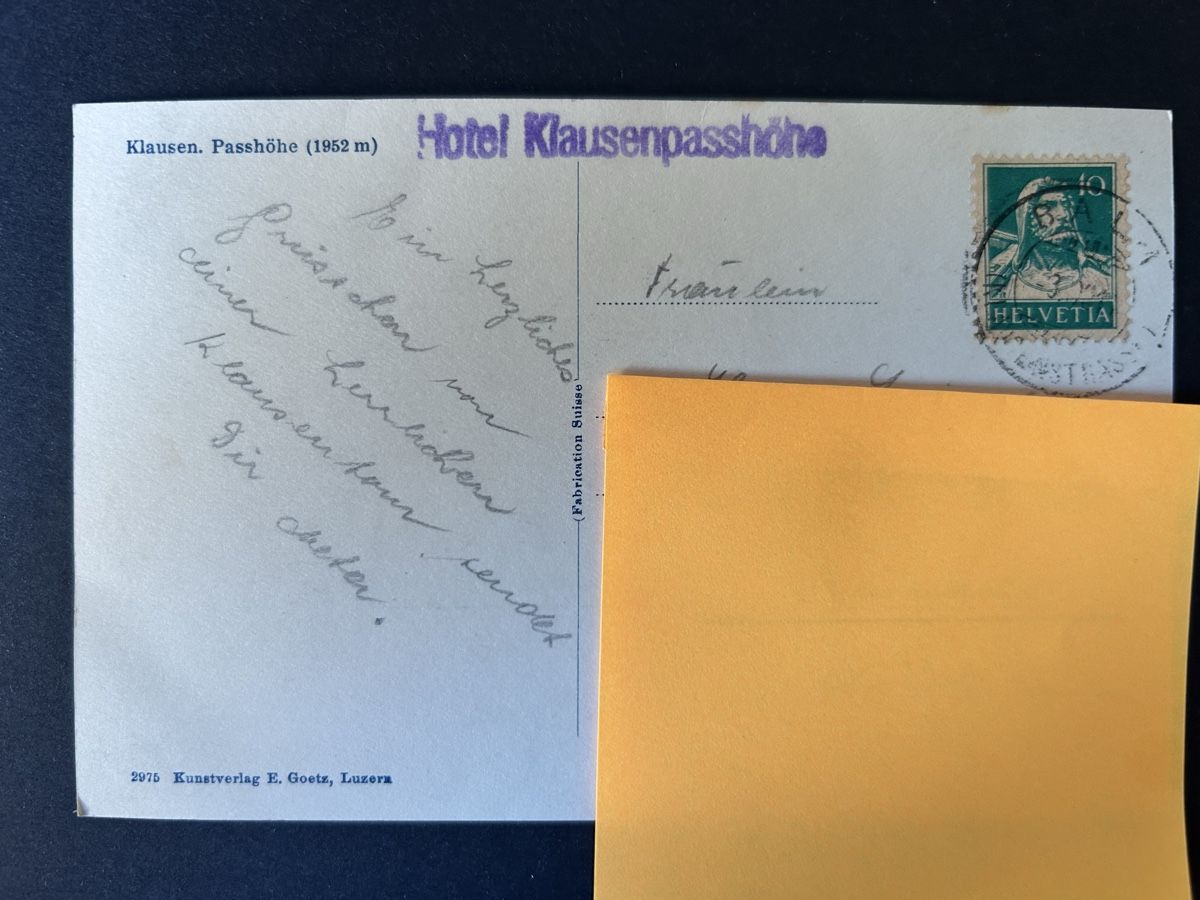 Klausen. Passhöhe (1952 m)
Hotel Klausenpasshöhe
Ein herzliches
Grüsschen von
einer herrlichen
Klausentour sendet
Dir
(Fabrication Suisse)
2975 Kunstverlag E. Goetz, Luzern
10
HELVETIA
Fräulein